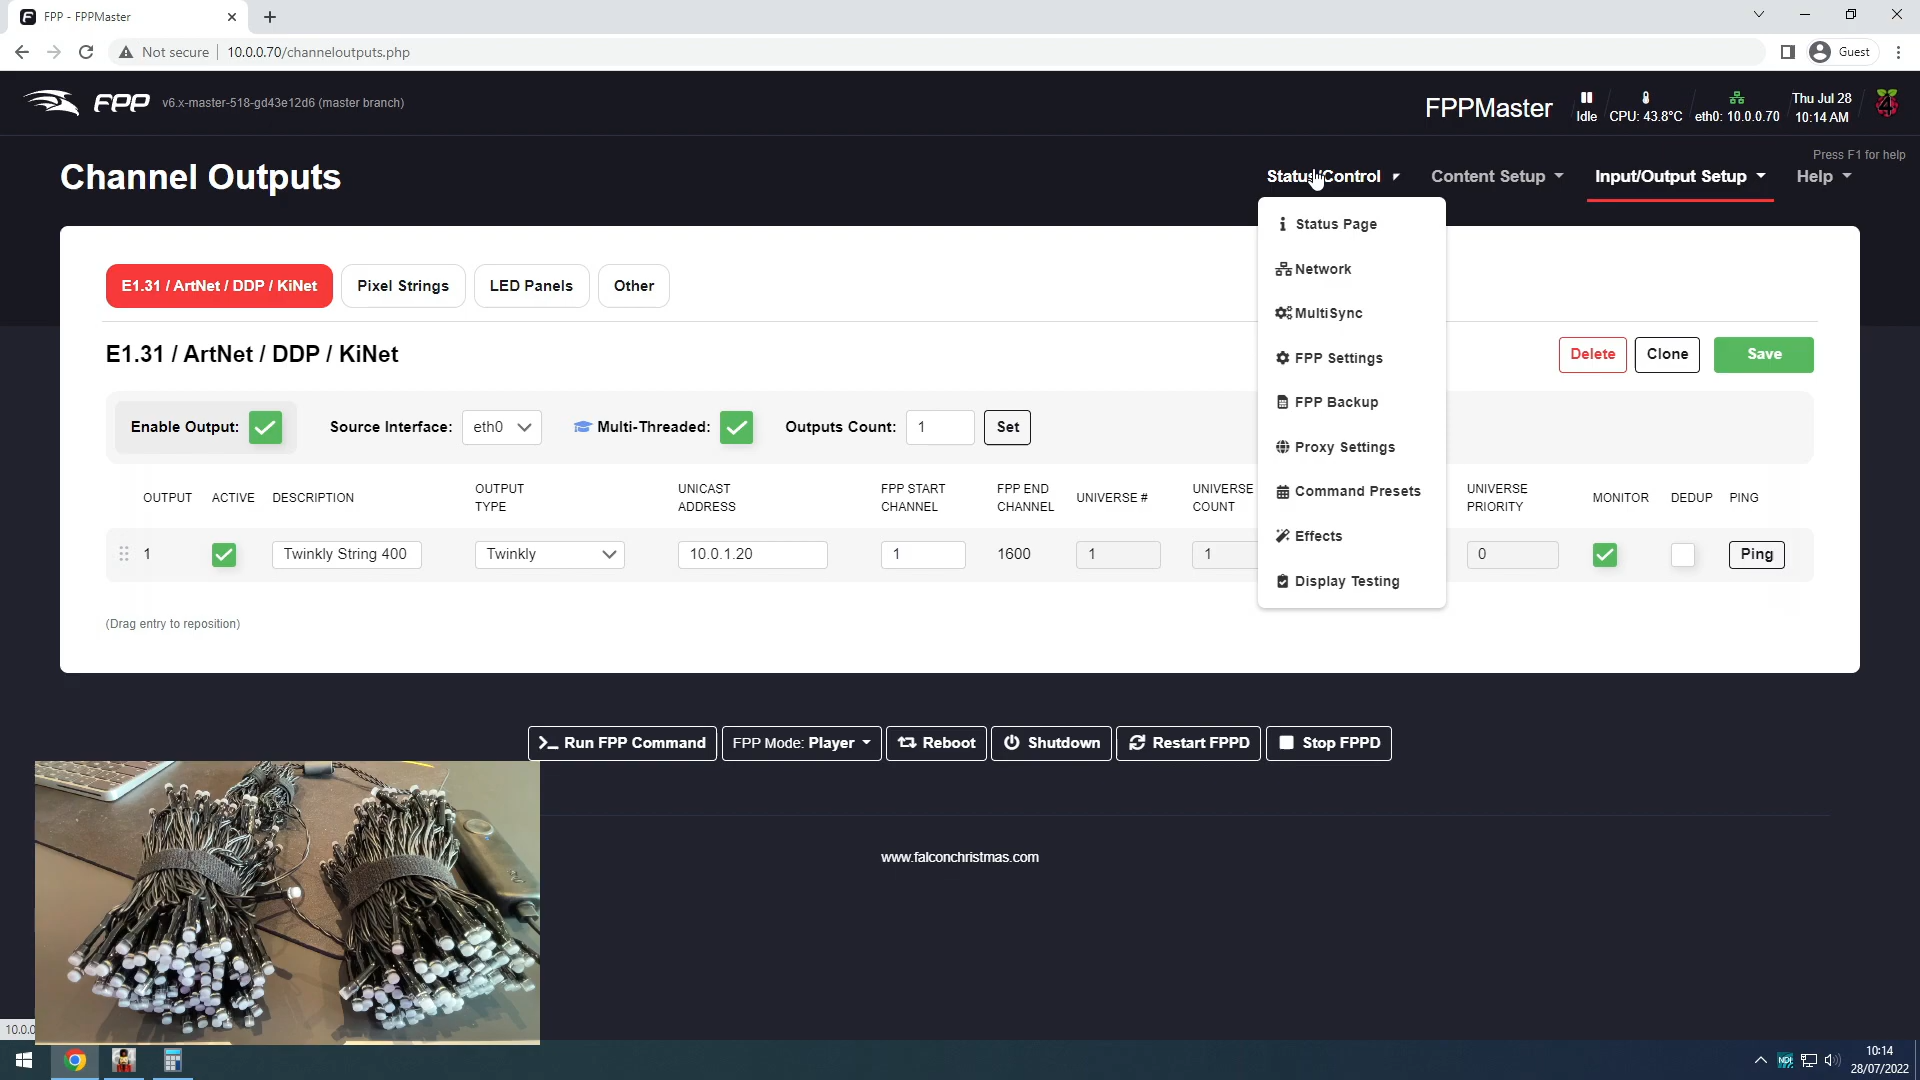 FPP - FPPMaster
Not secure
10.0.0.70/channeloutputs.php
Guest
FPP
v6.x-master-518-gd43e12d6 (master branch)
FPPMaster
Idle
CPU: 43.8°C
eth0: 10.0.0.70
Thu Jul 28
10:14 AM
Press F1 for help
Channel Outputs
Status/Control
Content Setup
Input/Output Setup
Help
Status Page
Network
MultiSync
FPP Settings
FPP Backup
Proxy Settings
Command Presets
Effects
Display Testing
E1.31 / ArtNet / DDP / KiNet
Pixel Strings
LED Panels
Other
E1.31 / ArtNet / DDP / KiNet
Delete
Clone
Save
Enable Output:
Source Interface:
eth0
Multi-Threaded:
Outputs Count:
1
Set
OUTPUT
ACTIVE
DESCRIPTION
OUTPUT
TYPE
UNICAST
ADDRESS
FPP START
CHANNEL
FPP END
CHANNEL
UNIVERSE #
UNIVERSE
COUNT
UNIVERSE
PRIORITY
MONITOR
DEDUP
PING
1
Twinkly String 400
Twinkly
10.0.1.20
1
1600
1
1
0
Ping
(Drag entry to reposition)
Run FPP Command
FPP Mode: Player
Reboot
Shutdown
Restart FPPD
Stop FPPD
www.falconchristmas.com
10.0.0
10:14
28/07/2022